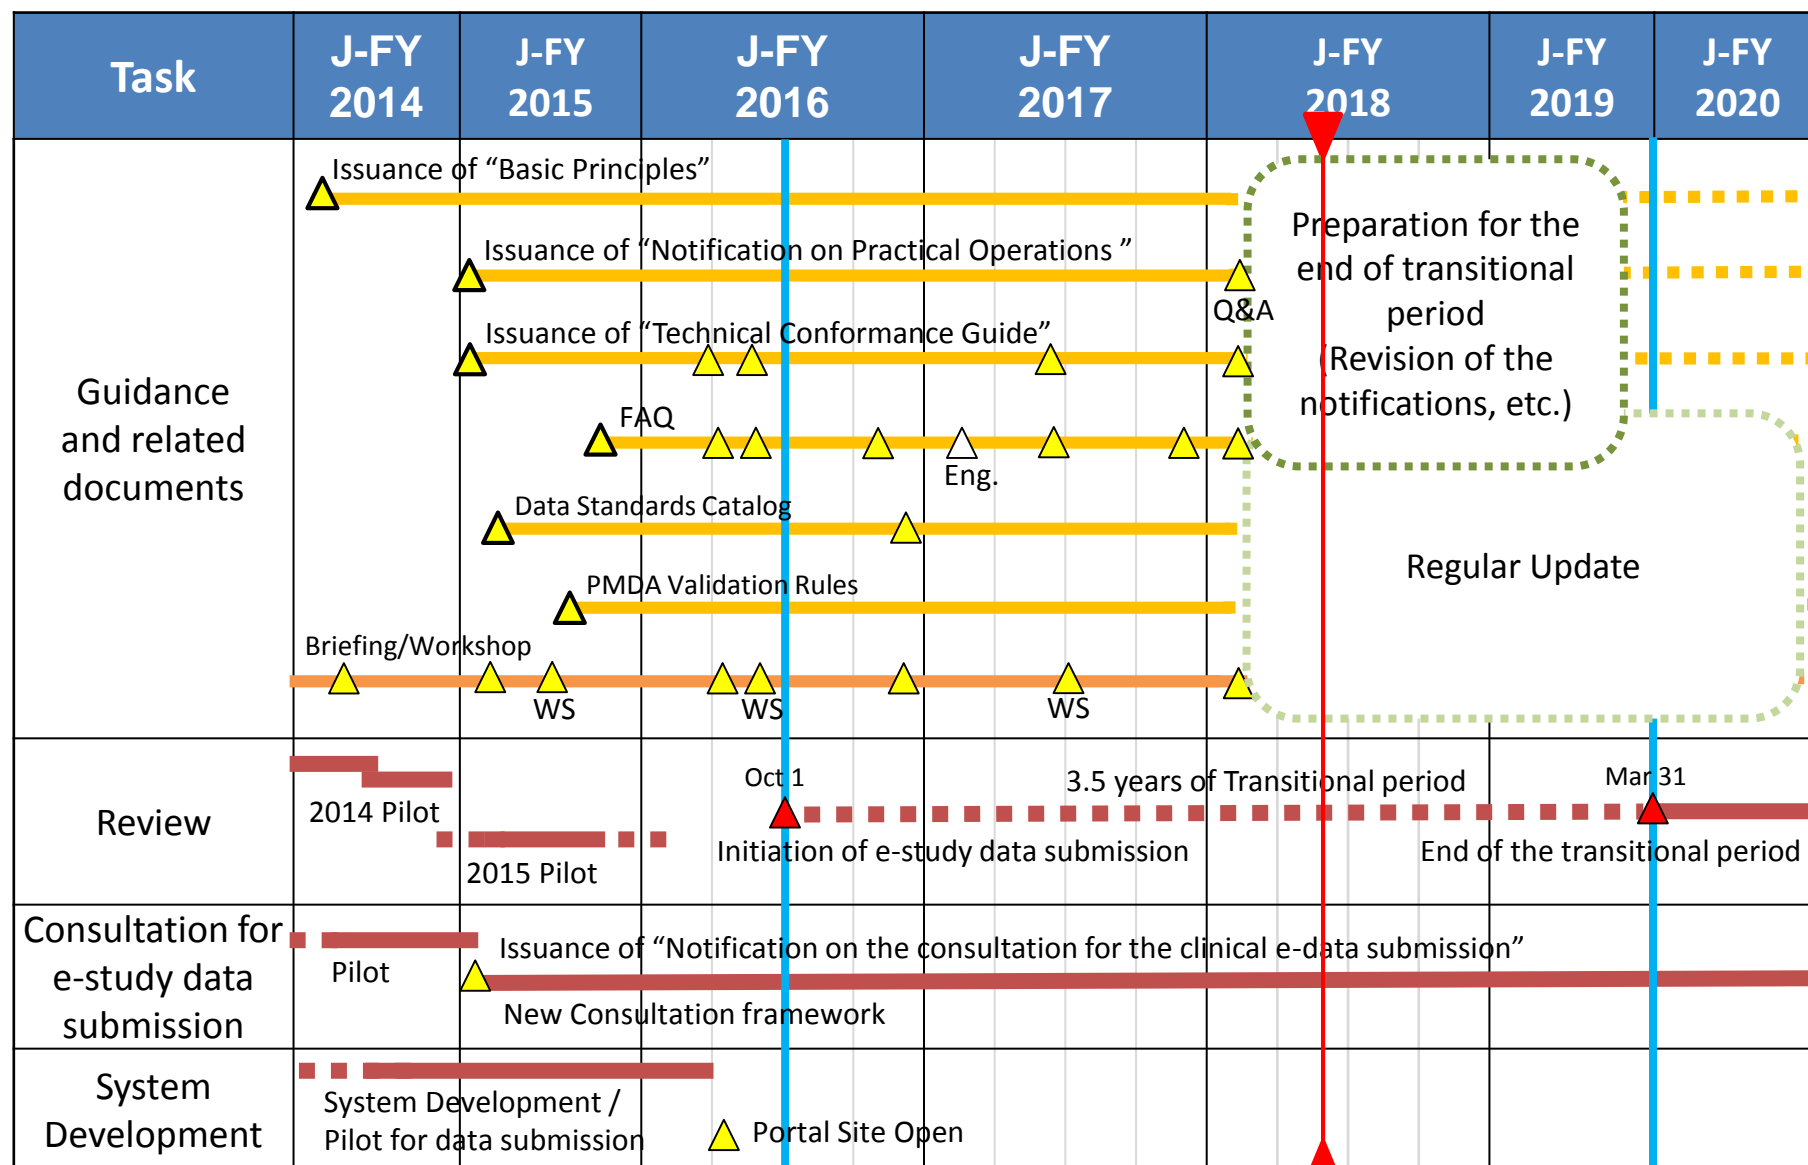 Task
J-FY
2014
J-FY
2015
J-FY
2016
J-FY
2017
J-FY
2018
J-FY
2019
J-FY
2020
Guidance
and related
documents
Issuance of “Basic Principles”
Issuance of “Notification on Practical Operations ”
Q&A
Issuance of “Technical Conformance Guide”
FAQ
Eng.
Data Standards Catalog
PMDA Validation Rules
Briefing/Workshop
WS
WS
WS
Preparation for the
end of transitional
period
(Revision of the
notifications, etc.)
Regular Update
Review
2014 Pilot
2015 Pilot
Oct 1
Initiation of e-study data submission
3.5 years of Transitional period
Mar 31
End of the transitional period
Consultation for
e-study data
submission
Pilot
Issuance of “Notification on the consultation for the clinical e-data submission”
New Consultation framework
System
Development
System Development /
Pilot for data submission
Portal Site Open